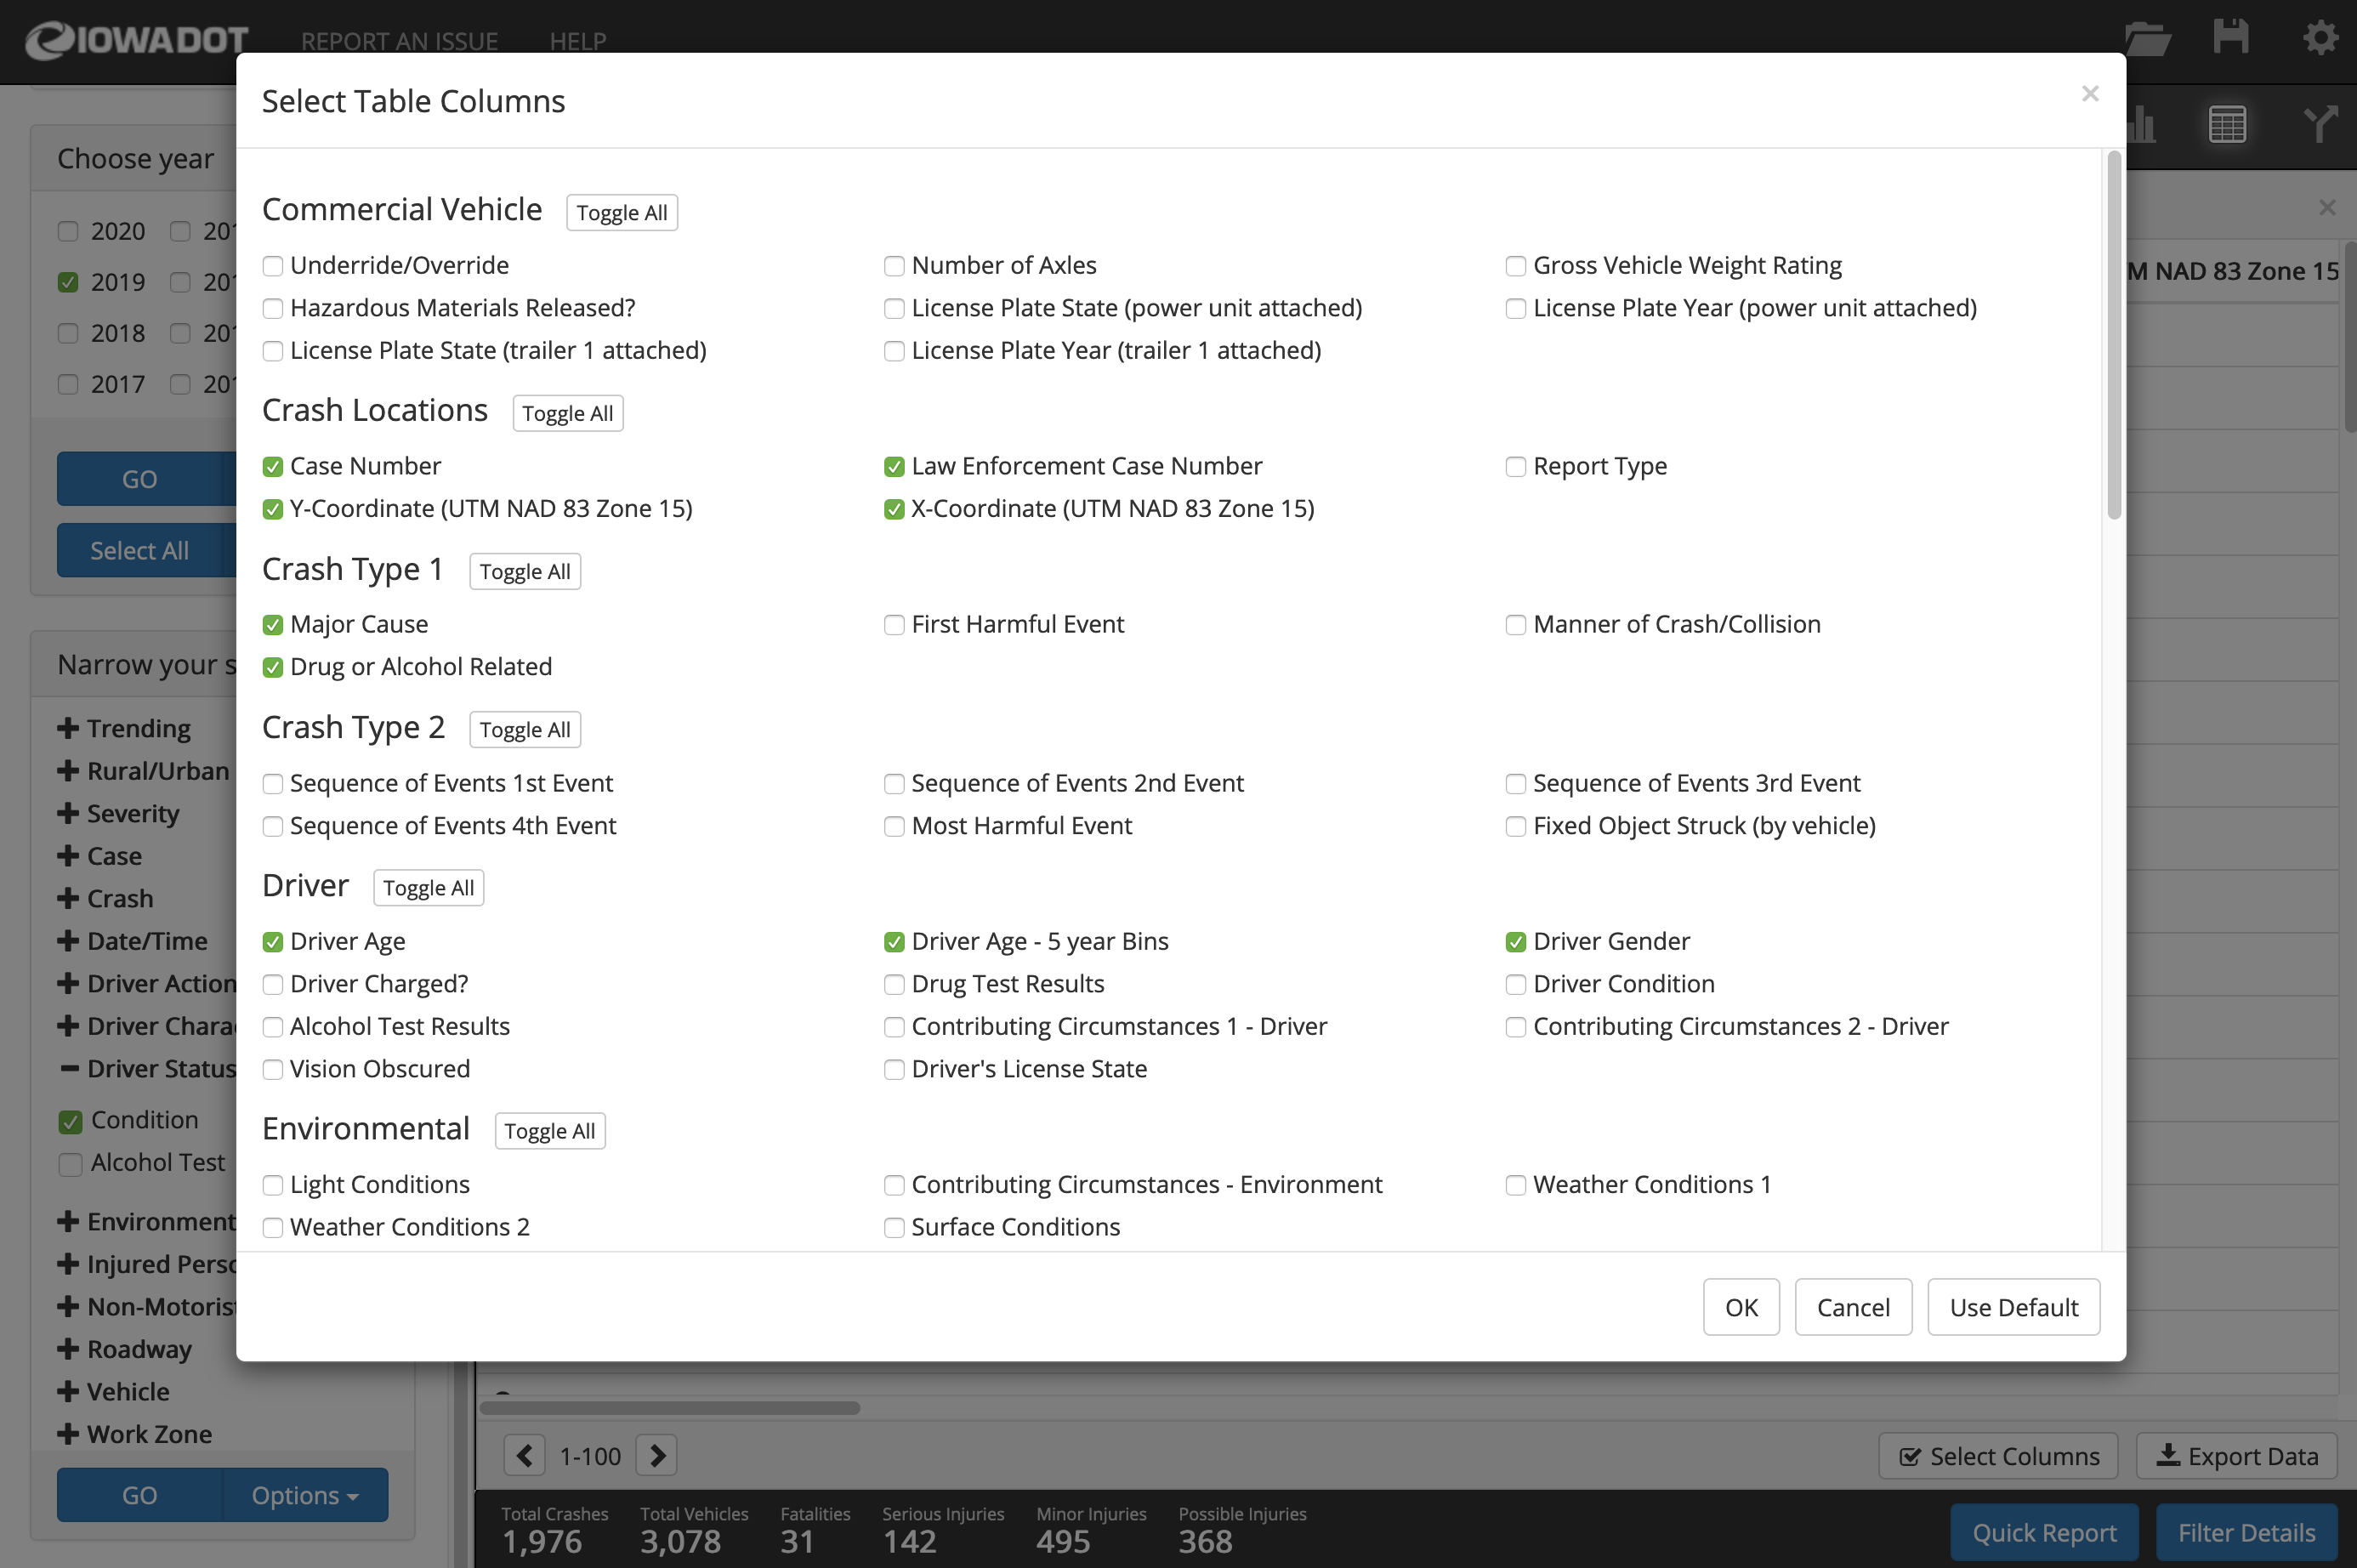 IOWADOT REPORT AN ISSUE HELP
Select Table Columns
Choose year
2020
2019
2018
2017
GO
Select All
M NAD 83 Zone 15
Commercial Vehicle Toggle All
Underride/Override Number of Axles Gross Vehicle Weight Rating
Hazardous Materials Released? License Plate State (power unit attached) License Plate Year (power unit attached)
License Plate State (trailer 1 attached) License Plate Year (trailer 1 attached)
Crash Locations Toggle All
Case Number Law Enforcement Case Number Report Type
Y-Coordinate (UTM NAD 83 Zone 15) X-Coordinate (UTM NAD 83 Zone 15)
Crash Type 1 Toggle All
Major Cause First Harmful Event Manner of Crash/Collision
Drug or Alcohol Related
Crash Type 2 Toggle All
Sequence of Events 1st Event Sequence of Events 2nd Event Sequence of Events 3rd Event
Sequence of Events 4th Event Most Harmful Event Fixed Object Struck (by vehicle)
Driver Toggle All
Driver Age Driver Age - 5 year Bins Driver Gender
Driver Charged? Drug Test Results Driver Condition
Alcohol Test Results Contributing Circumstances 1 - Driver Contributing Circumstances 2 - Driver
Vision Obscured Driver's License State
Environmental Toggle All
Light Conditions Contributing Circumstances - Environment Weather Conditions 1
Weather Conditions 2 Surface Conditions
OK Cancel Use Default
Narrow your s
Trending
Rural/Urban
Severity
Case
Crash
Date/Time
Driver Action
Driver Chara
Driver Status
Condition
Alcohol Test
Environment
Injured Perso
Non-Motorist
Roadway
Vehicle
Work Zone
GO Options
1-100
Select Columns Export Data
Total Crashes Total Vehicles Fatalities Serious Injuries Minor Injuries Possible Injuries
1,976 3,078 31 142 495 368
Quick Report Filter Details